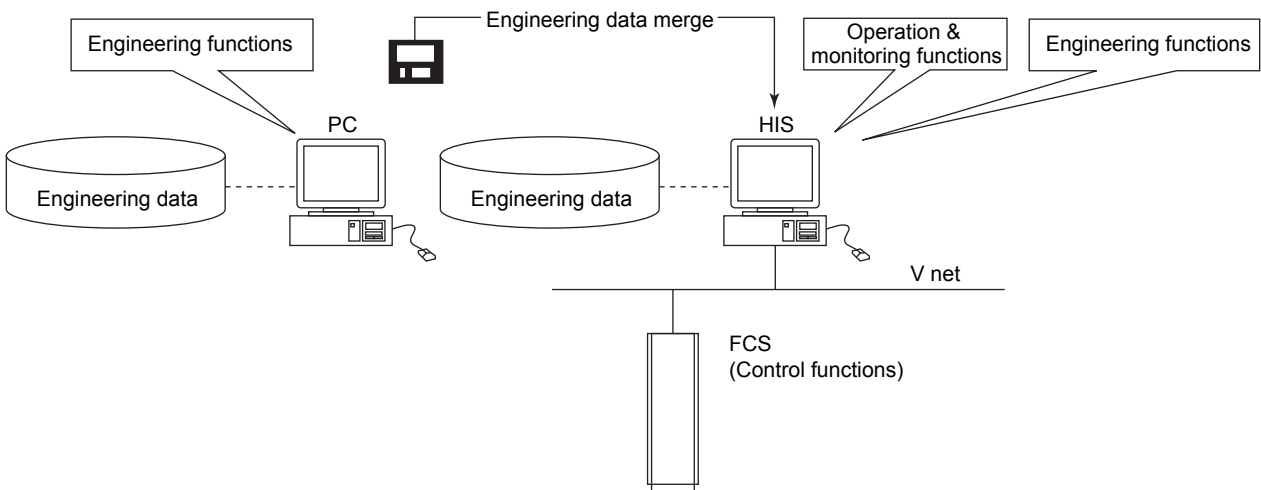 Engineering functions
Engineering data merge
Operation &
monitoring functions
Engineering functions
PC
HIS
Engineering data
Engineering data
V net
FCS
(Control functions)